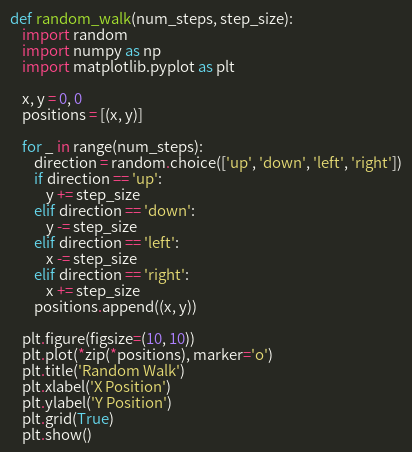 def random_walk(num_steps, step_size):
    import random
    import numpy as np
    import matplotlib.pyplot as plt

    x, y = 0, 0
    positions = [(x, y)]

    for _ in range(num_steps):
        direction = random.choice(['up', 'down', 'left', 'right'])
        if direction == 'up':
            y += step_size
        elif direction == 'down':
            y -= step_size
        elif direction == 'left':
            x -= step_size
        elif direction == 'right':
            x += step_size
        positions.append((x, y))

    plt.figure(figsize=(10, 10))
    plt.plot(*zip(*positions), marker='o')
    plt.title('Random Walk')
    plt.xlabel('X Position')
    plt.ylabel('Y Position')
    plt.grid(True)
    plt.show()